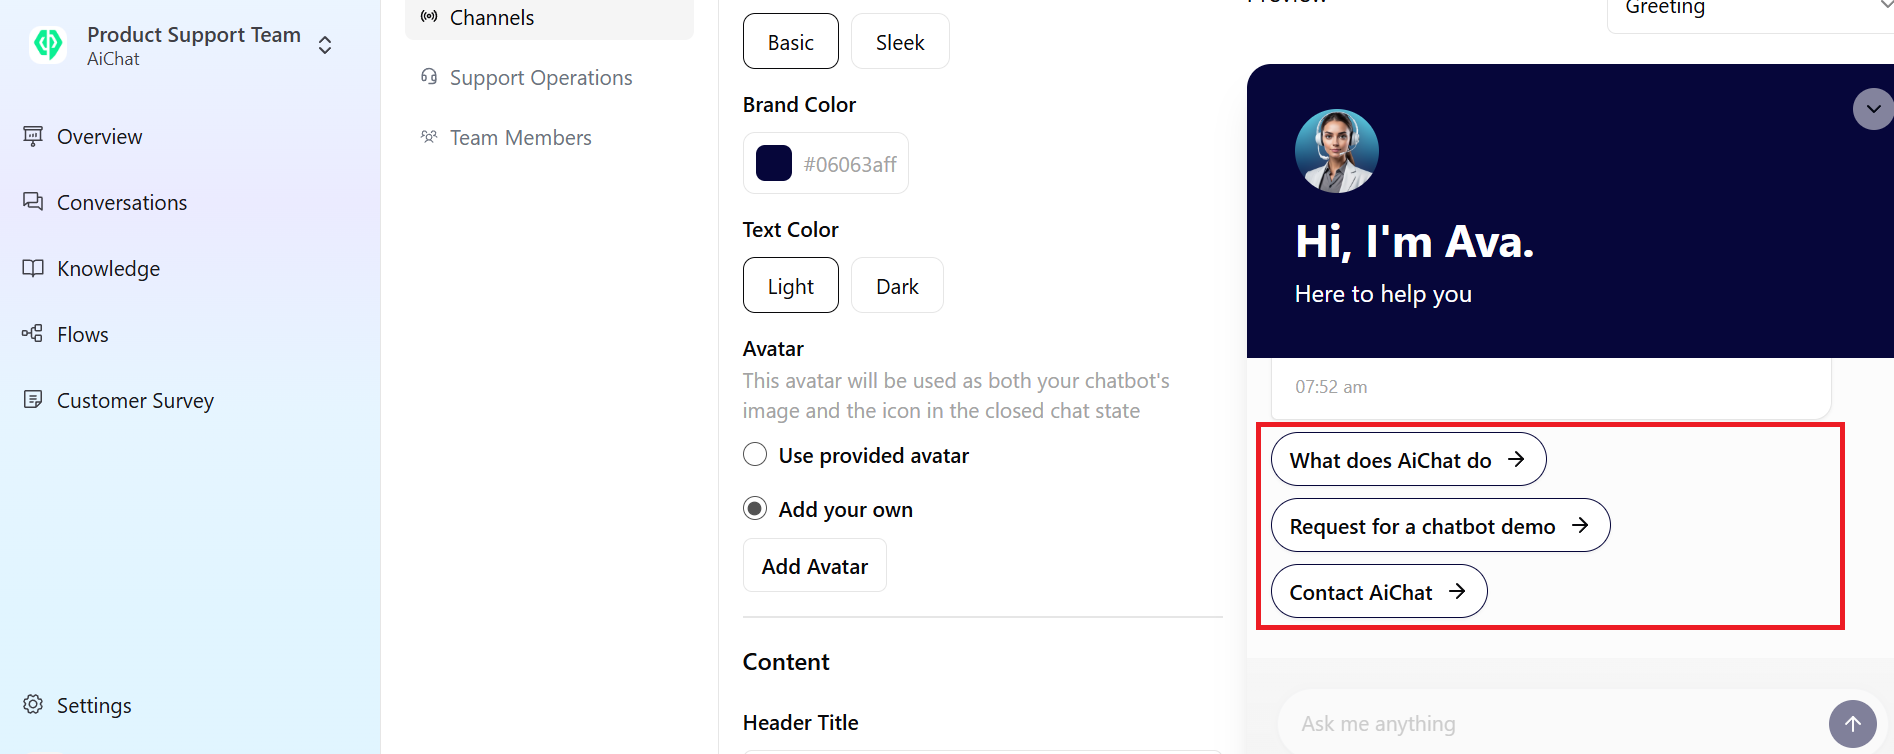 Product Support Team
AiChat
Overview
Conversations
Knowledge
Flows
Customer Survey
Settings
Channels
Support Operations
Team Members
Basic
Sleek
Brand Color
#06063aff
Text Color
Light
Dark
Avatar
This avatar will be used as both your chatbot's
image and the icon in the closed chat state
Use provided avatar
Add your own
Add Avatar
Content
Header Title
Preview
Greeting
Hi, I'm Ava.
Here to help you
07:52 am
What does AiChat do
Request for a chatbot demo
Contact AiChat
Ask me anything